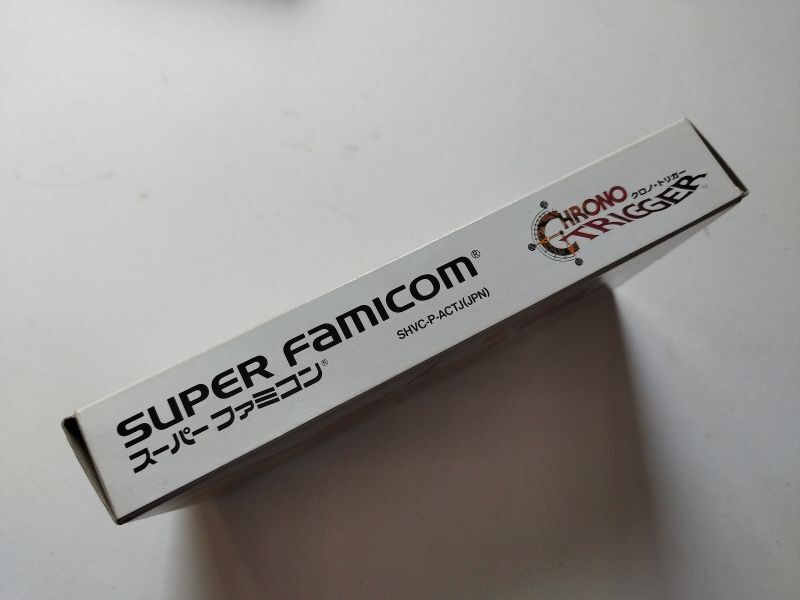 SUPER FAMICOM®
スーパーファミコン®
SHVC-P-ACTJ(JPN)
クロノ・トリガー
CHRONO
TRIGGER™